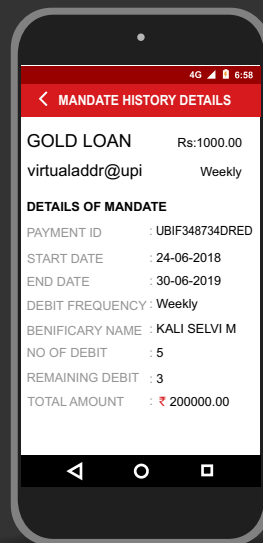 4G 6:58
MANDATE HISTORY DETAILS
GOLD LOAN Rs:1000.00
virtualaddr@upi Weekly
DETAILS OF MANDATE
PAYMENT ID : UBIF348734DRED
START DATE : 24-06-2018
END DATE : 30-06-2019
DEBIT FREQUENCY : Weekly
BENIFICARY NAME : KALI SELVI M
NO OF DEBIT : 5
REMAINING DEBIT : 3
TOTAL AMOUNT : ₹ 200000.00